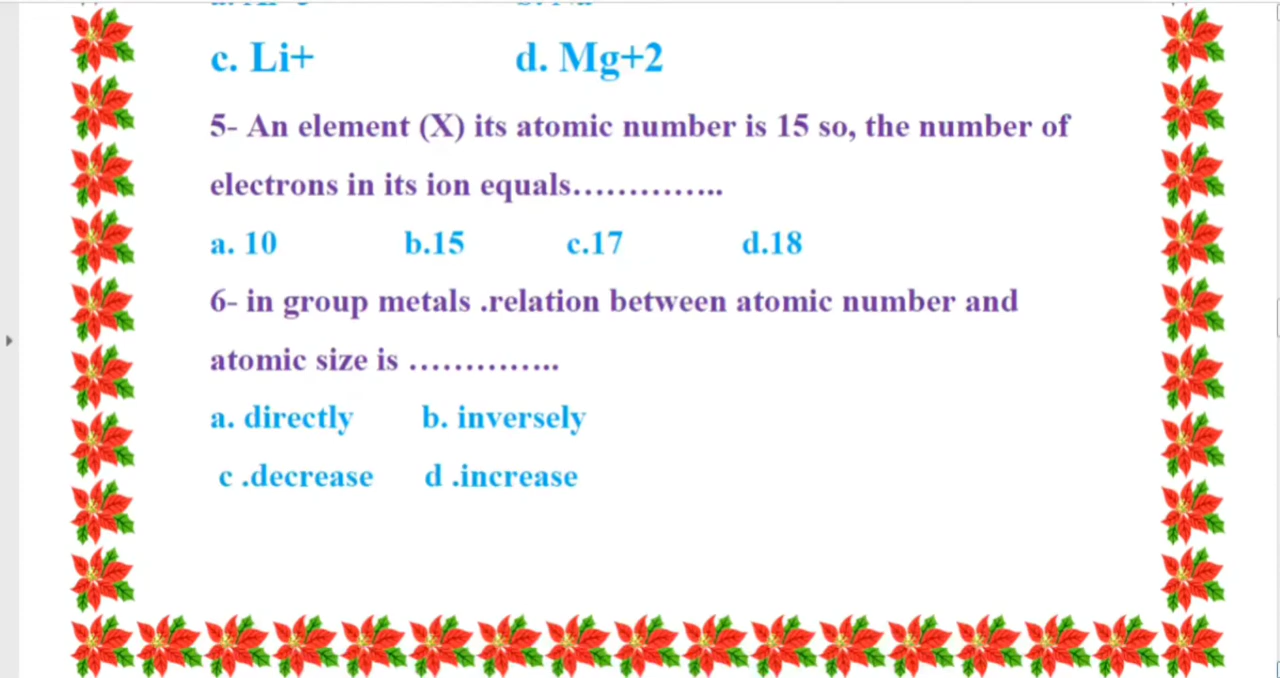 c. Li+ d. Mg+2
5- An element (X) its atomic number is 15 so, the number of
electrons in its ion equals…………..
a. 10 b.15 c.17 d.18
6- in group metals .relation between atomic number and
atomic size is …………..
a. directly b. inversely
c .decrease d .increase